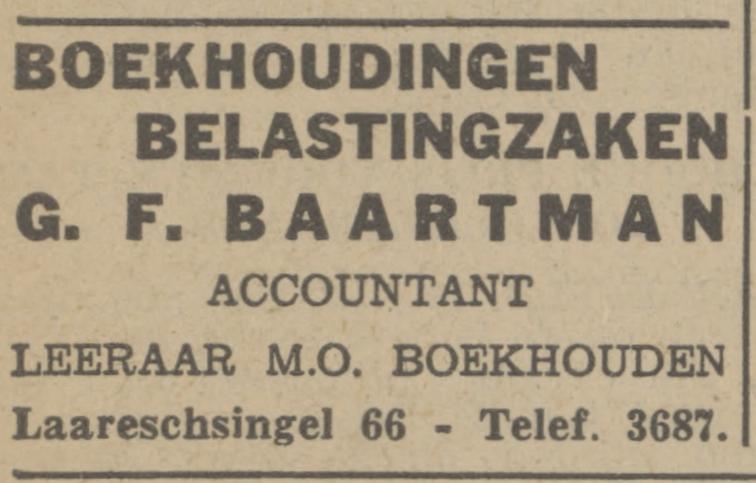 BOEKHOUDINGEN
BELASTINGZAKEN
G. F. BAARTMAN
ACCOUNTANT
LEERAAR M.O. BOEKHOUDEN
Laareschsingel 66 - Telef. 3687.